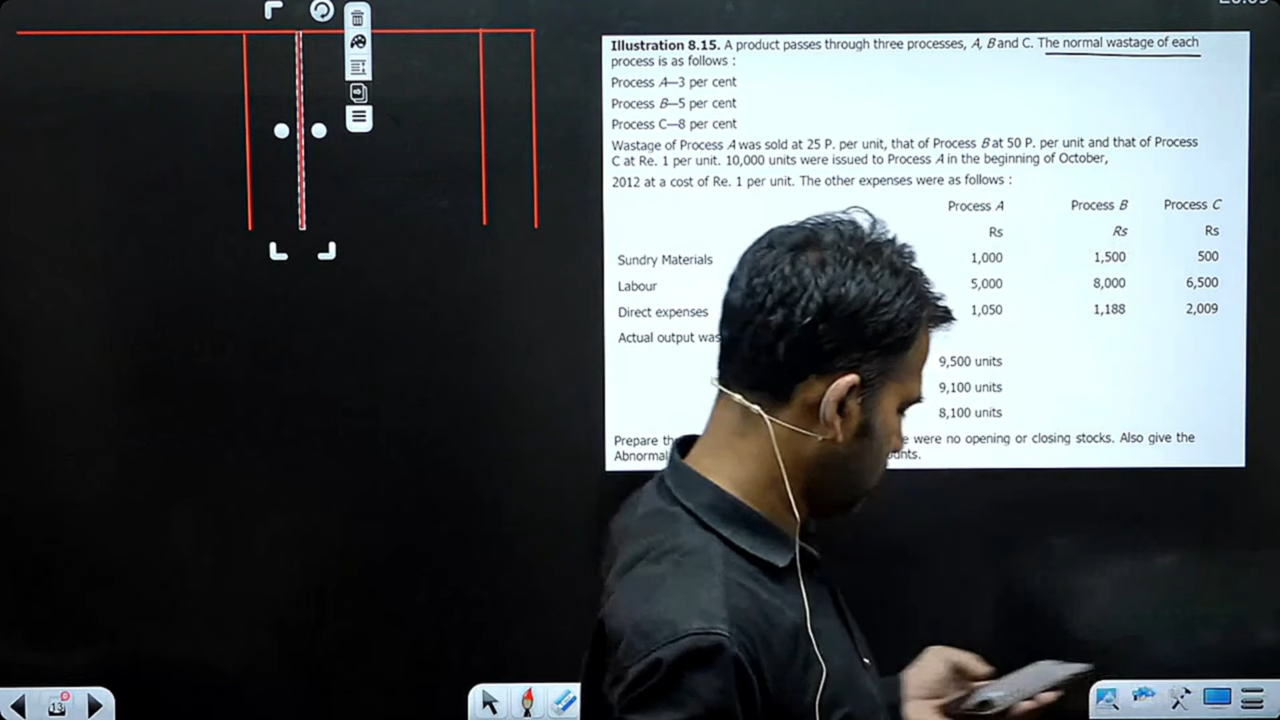 Illustration 8.15. A product passes through three processes, A, B and C. The normal wastage of each
process is as follows :
Process A—3 per cent
Process B—5 per cent
Process C—8 per cent
Wastage of Process A was sold at 25 P. per unit, that of Process B at 50 P. per unit and that of Process
C at Re. 1 per unit. 10,000 units were issued to Process A in the beginning of October,
2012 at a cost of Re. 1 per unit. The other expenses were as follows :
Process A Process B Process C
Rs Rs Rs
Sundry Materials 1,000 1,500 500
Labour 5,000 8,000 6,500
Direct expenses 1,050 1,188 2,009
Actual output was
9,500 units
9,100 units
8,100 units
Prepare were no opening or closing stocks. Also give the
Abnormal
13